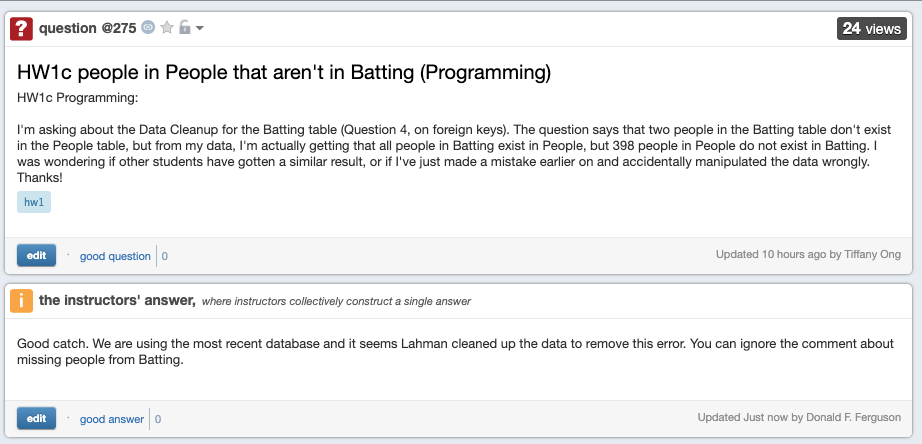 ? question @275 24 views
HW1c people in People that aren't in Batting (Programming)
HW1c Programming:
I'm asking about the Data Cleanup for the Batting table (Question 4, on foreign keys). The question says that two people in the Batting table don't exist
in the People table, but from my data, I'm actually getting that all people in Batting exist in People, but 398 people in People do not exist in Batting. I
was wondering if other students have gotten a similar result, or if I've just made a mistake earlier on and accidentally manipulated the data wrongly.
Thanks!
hw1
edit · good question 0 Updated 10 hours ago by Tiffany Ong
i the instructors' answer, where instructors collectively construct a single answer
Good catch. We are using the most recent database and it seems Lahman cleaned up the data to remove this error. You can ignore the comment about
missing people from Batting.
edit · good answer 0 Updated Just now by Donald F. Ferguson